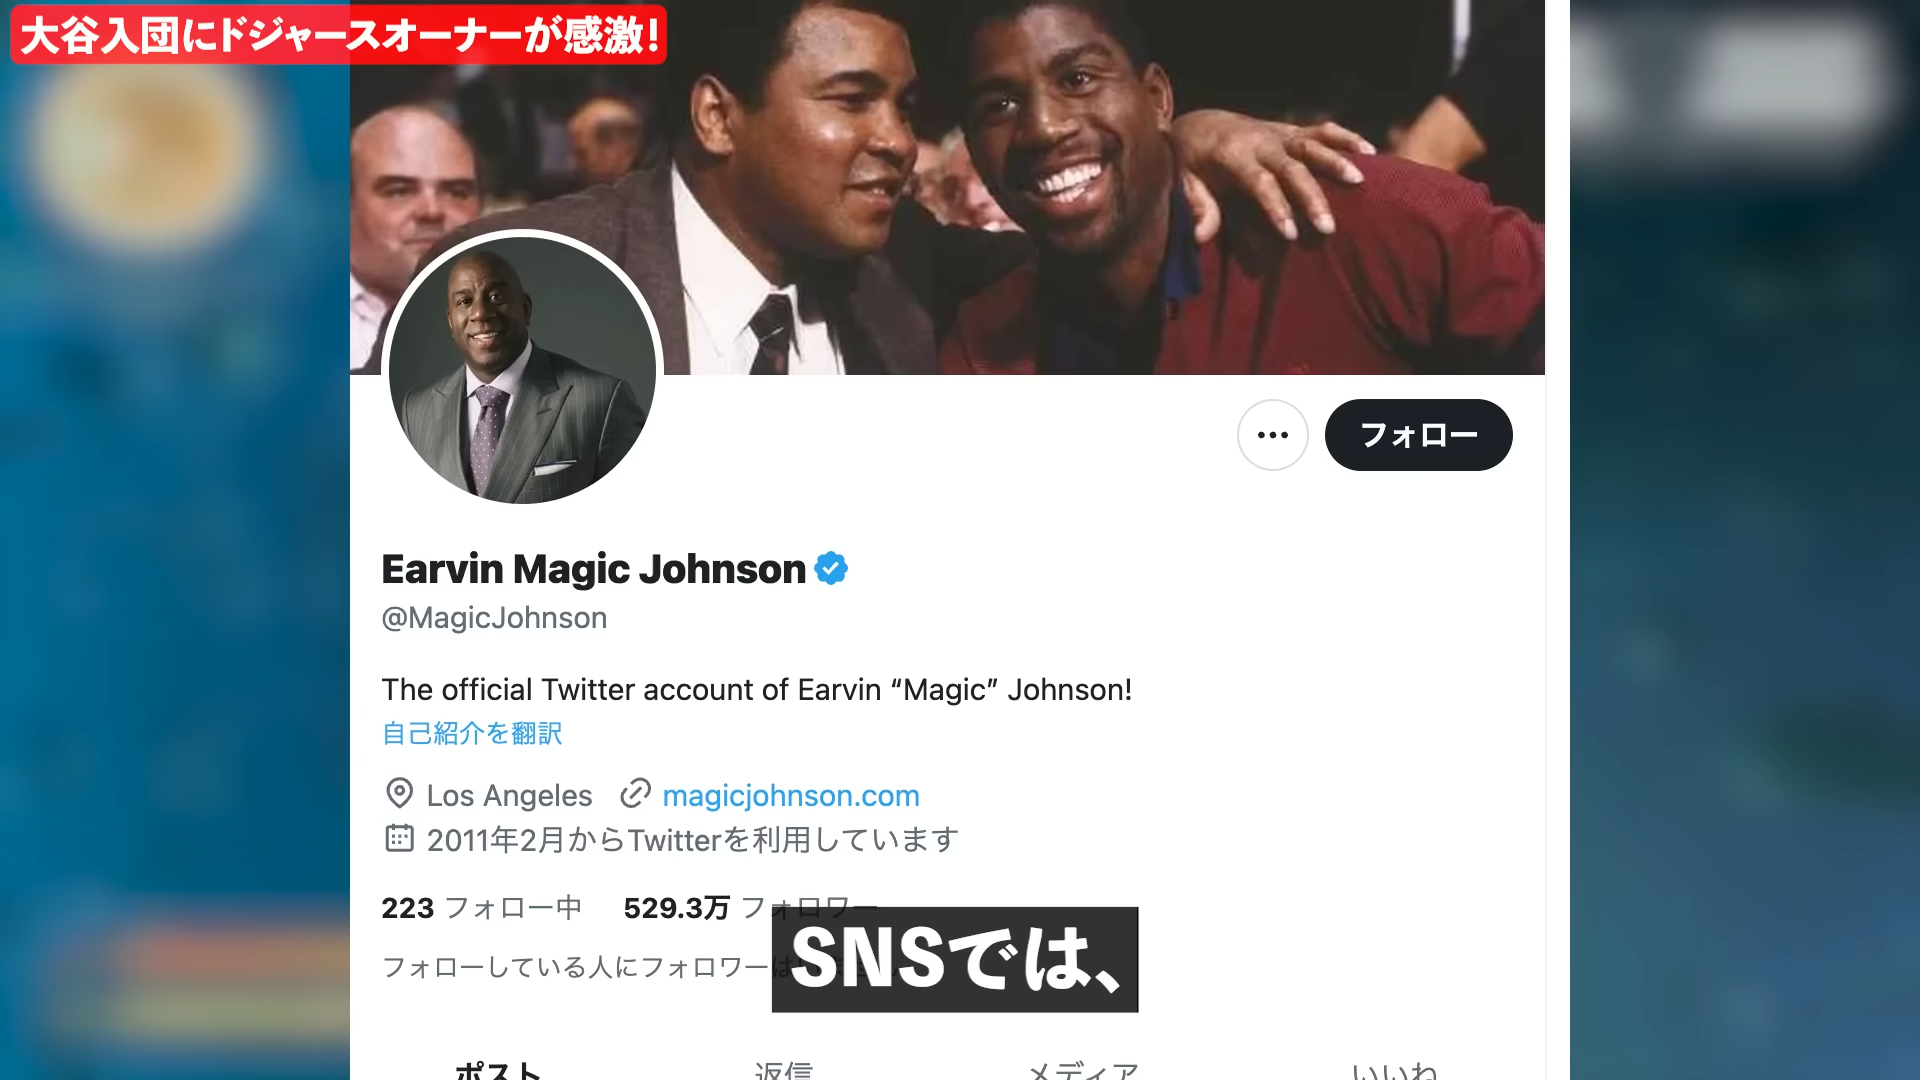 大谷入団にドジャースオーナーが感激!
フォロー
Earvin Magic Johnson
@MagicJohnson
The official Twitter account of Earvin “Magic” Johnson!
自己紹介を翻訳
Los Angeles magicjohnson.com
2011年2月からTwitterを利用しています
223 フォロー中 529.3万 フォロワー
フォローしている人にフォロワーは
SNSでは、
ポスト 返信 メディア いいね